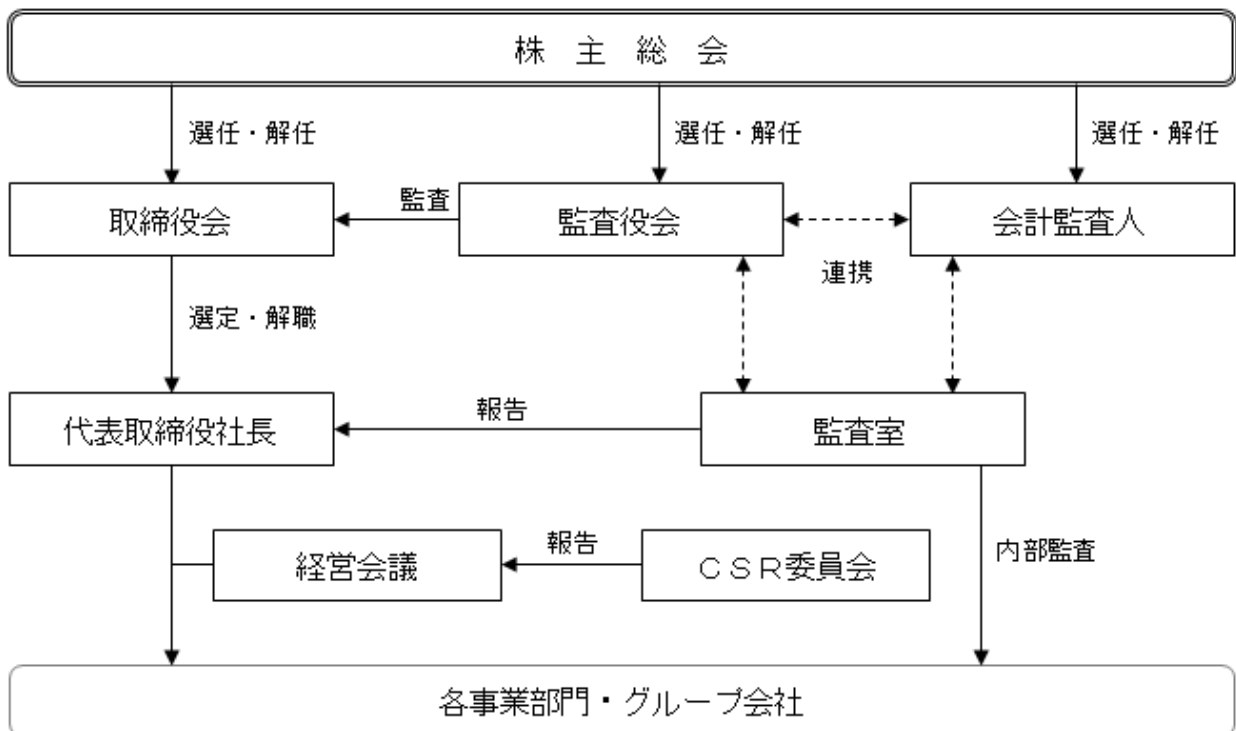 株主総会
選任・解任
選任・解任
選任・解任
取締役会
監査
監査役会
会計監査人
連携
選定・解職
代表取締役社長
報告
監査室
経営会議
報告
ＣＳＲ委員会
内部監査
各事業部門・グループ会社